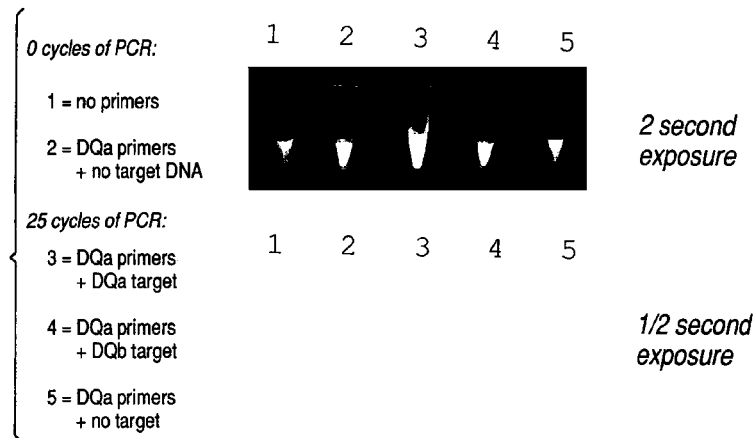 0 cycles of PCR:
1 = no primers
2 = DQa primers
+ no target DNA
25 cycles of PCR:
3 = DQa primers
+ DQa target
4 = DQa primers
+ DQb target
5 = DQa primers
+ no target
1 2 3 4 5
2 second
exposure
1 2 3 4 5
1/2 second
exposure